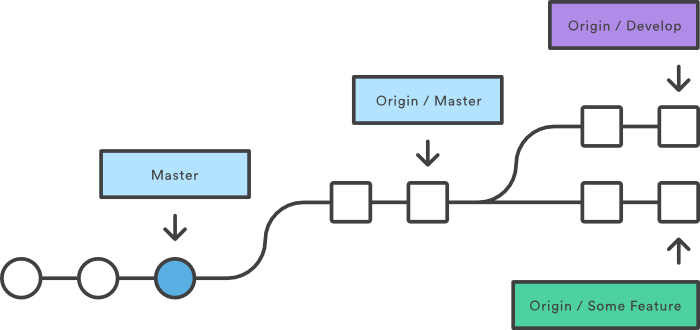 Origin / Develop
Origin / Master
Master
Origin / Some Feature